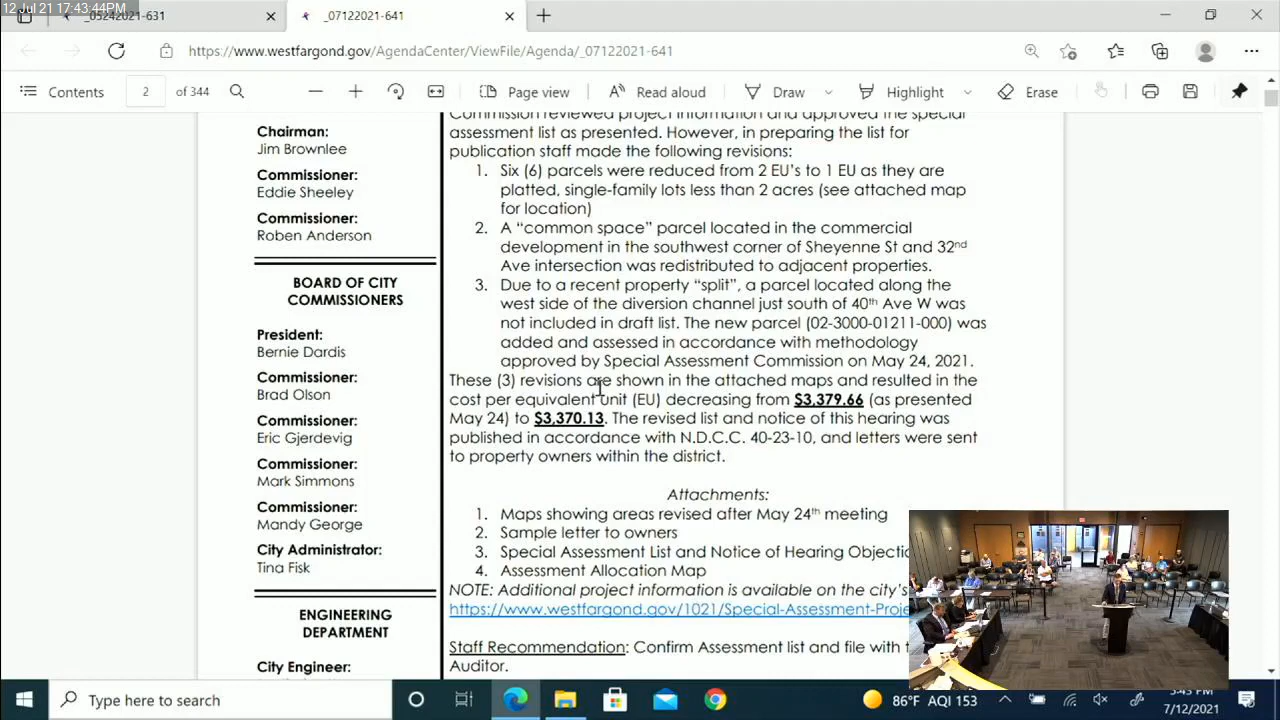 12 Jul 21 17:43:44PM
_05242021-631
_07122021-641
https://www.westfargond.gov/AgendaCenter/ViewFile/Agenda/_07122021-641
Contents
2 of 344
Page view
Read aloud
Draw
Highlight
Erase
Chairman:
Jim Brownlee
Commissioner:
Eddie Sheeley
Commissioner:
Roben Anderson
BOARD OF CITY
COMMISSIONERS
President:
Bernie Dardis
Commissioner:
Brad Olson
Commissioner:
Eric Gjerdevig
Commissioner:
Mark Simmons
Commissioner:
Mandy George
City Administrator:
Tina Fisk
ENGINEERING
DEPARTMENT
City Engineer:
Commission reviewed project information and approved the special
assessment list as presented. However, in preparing the list for
publication staff made the following revisions:
1. Six (6) parcels were reduced from 2 EU's to 1 EU as they are
platted, single-family lots less than 2 acres (see attached map
for location)
2. A "common space" parcel located in the commercial
development in the southwest corner of Sheyenne St and 32nd
Ave intersection was redistributed to adjacent properties.
3. Due to a recent property "split", a parcel located along the
west side of the diversion channel just south of 40th Ave W was
not included in draft list. The new parcel (02-3000-01211-000) was
added and assessed in accordance with methodology
approved by Special Assessment Commission on May 24, 2021.
These (3) revisions are shown in the attached maps and resulted in the
cost per equivalent unit (EU) decreasing from $3,379.66 (as presented
May 24) to $3,370.13. The revised list and notice of this hearing was
published in accordance with N.D.C.C. 40-23-10, and letters were sent
to property owners within the district.
Attachments:
1. Maps showing areas revised after May 24th meeting
2. Sample letter to owners
3. Special Assessment List and Notice of Hearing Objectio
4. Assessment Allocation Map
NOTE: Additional project information is available on the city's
https://www.westfargond.gov/1021/Special-Assessment-Proje
Staff Recommendation: Confirm Assessment list and file with
Auditor.
Type here to search
86°F AQI 153
7/12/2021